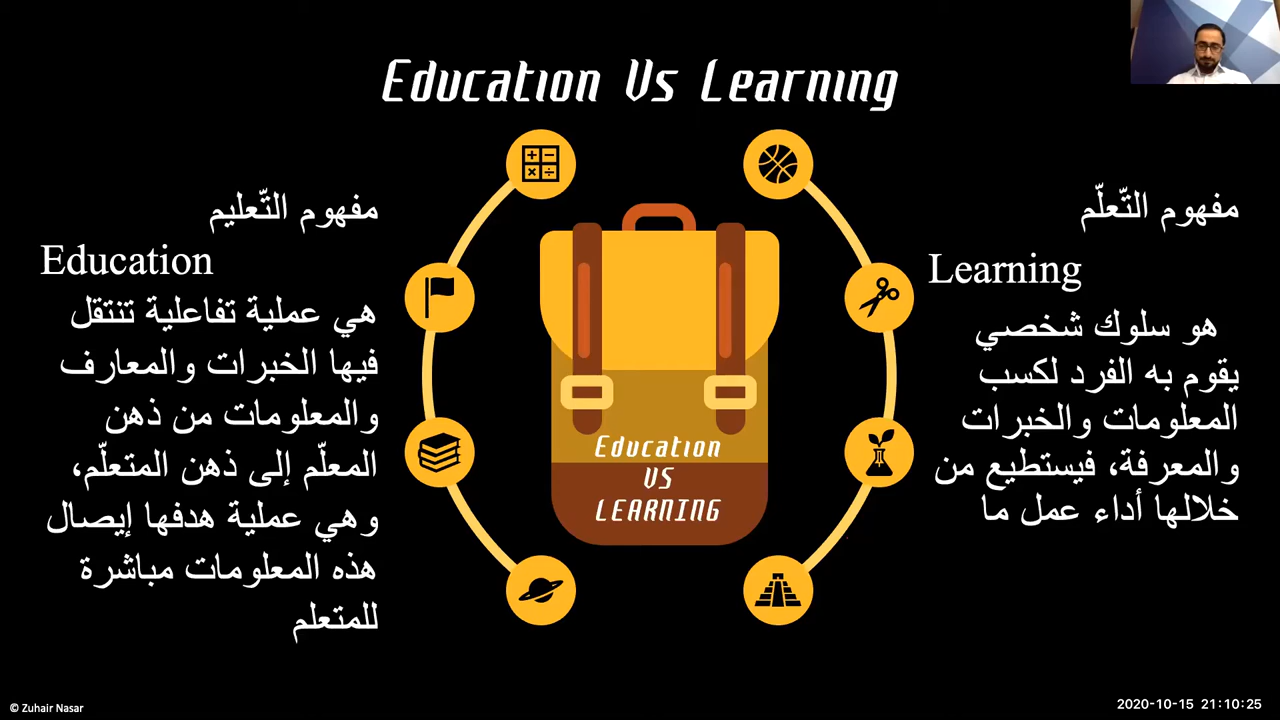 Education Vs Learning
مفهوم التّعلّم
Learning
هو سلوك شخصي
يقوم به الفرد لكسب
المعلومات والخبرات
والمعرفة، فيستطيع من
خلالها أداء عمل ما
مفهوم التّعليم
Education
هي عملية تفاعلية تنتقل
فيها الخبرات والمعارف
والمعلومات من ذهن
المعلّم إلى ذهن المتعلّم،
وهي عملية هدفها إيصال
هذه المعلومات مباشرة
للمتعلم
Education
VS
LEARNING
© Zuhair Nasar
2020-10-15 21:10:25